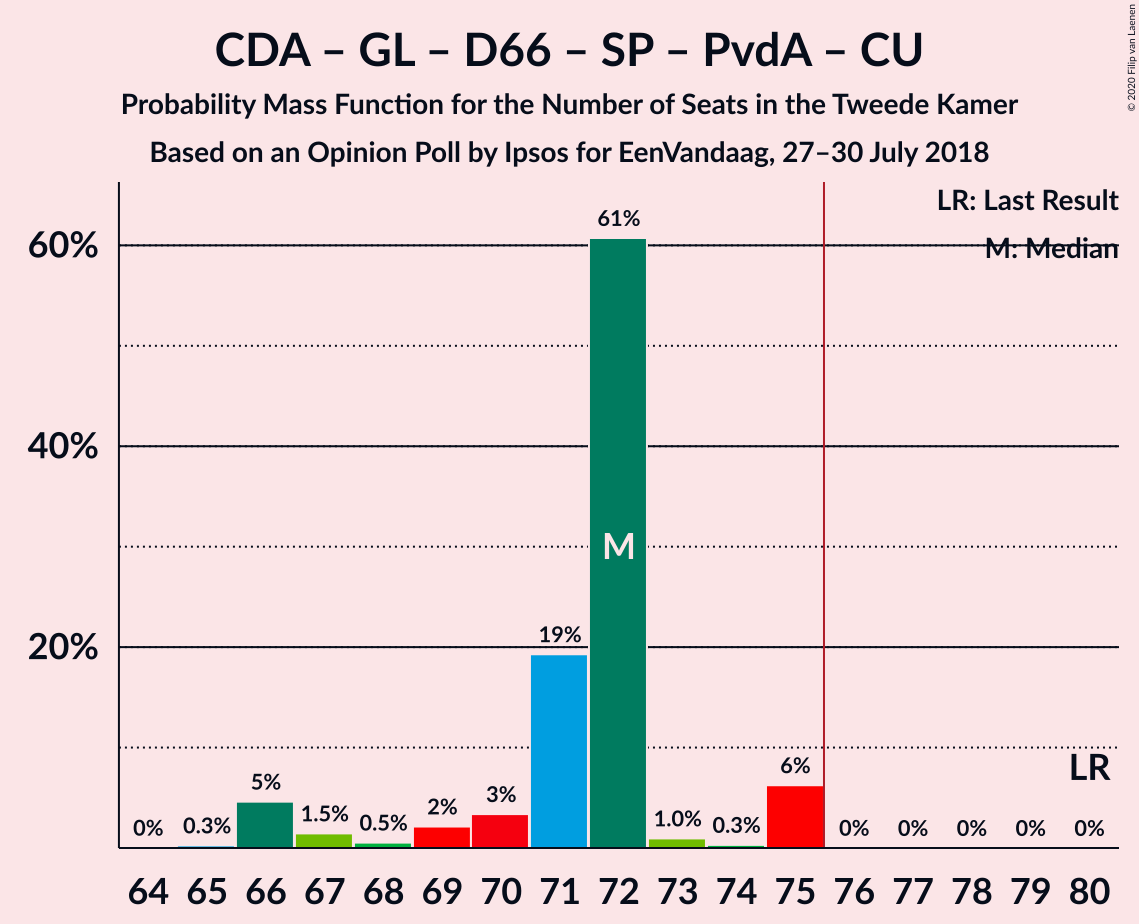 CDA – GL – D66 – SP – PvdA – CU
Probability Mass Function for the Number of Seats in the Tweede Kamer
Based on an Opinion Poll by Ipsos for EenVandaag, 27–30 July 2018
© 2020 Filip van Laenen
LR: Last Result
M: Median
60%
40%
20%
0% 0.3% 5% 1.5% 0.5% 2% 3% 19% 61% 1.0% 0.3% 6% 0% 0% 0% 0% 0%
M
LR
64 65 66 67 68 69 70 71 72 73 74 75 76 77 78 79 80